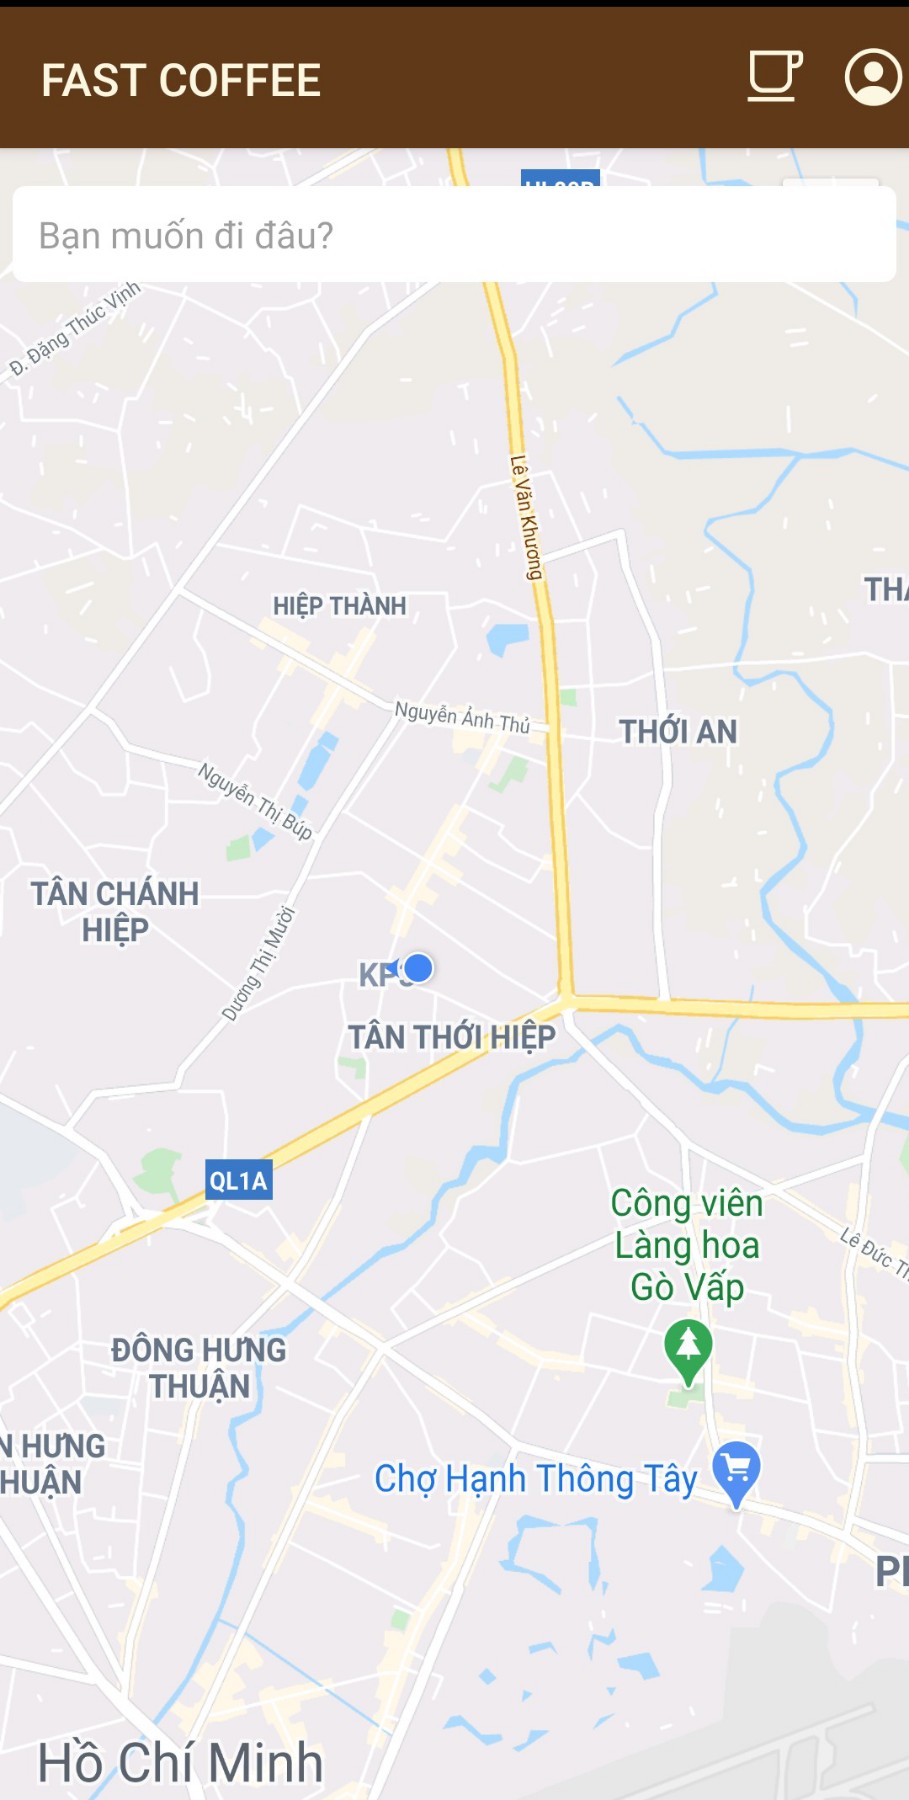 FAST COFFEE
Bạn muốn đi đâu?
Đ. Đặng Thúc Vịnh
Lê Văn Khương
HIỆP THÀNH
Nguyễn Ảnh Thủ
THỚI AN
Nguyễn Thị Búp
TÂN CHÁNH
HIỆP
Dương Thị Mười
TÂN THỚI HIỆP
QL1A
Công viên
Làng hoa
Gò Vấp
Lê Đức
ĐÔNG HƯNG
THUẬN
HƯNG
Chợ Hạnh Thông Tây
Hồ Chí Minh